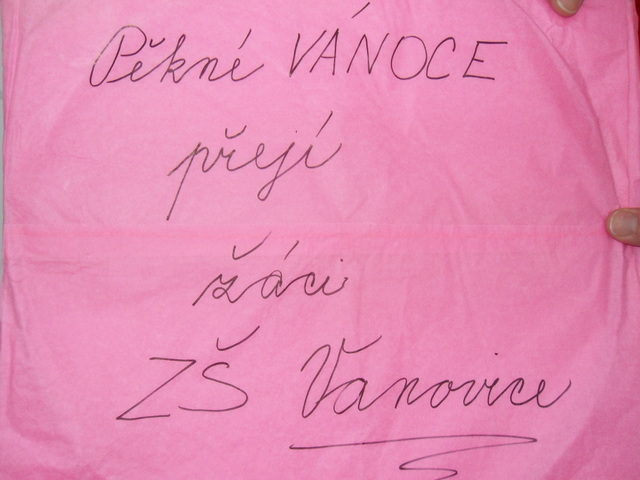 Pěkné VÁNOCE
přejí
žáci
ZŠ Vanovice